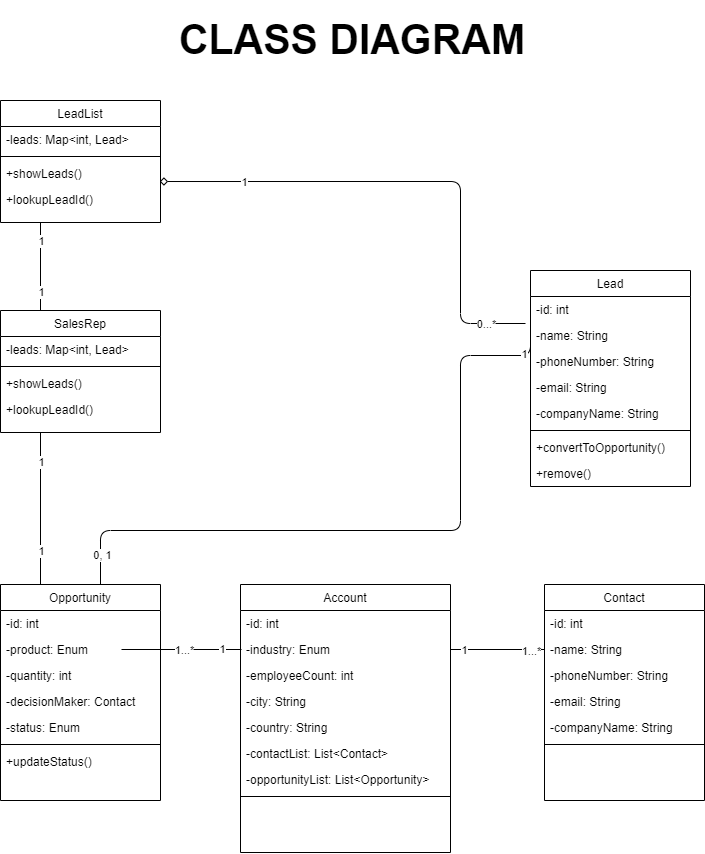 CLASS DIAGRAM
LeadList
-leads: Map<int, Lead>
+showLeads()
+lookupLeadId()
1
1
1
0...*
SalesRep
-leads: Map<int, Lead>
+showLeads()
+lookupLeadId()
Lead
-id: int
-name: String
-phoneNumber: String
-email: String
-companyName: String
+convertToOpportunity()
+remove()
1
1
1
0, 1
Opportunity
-id: int
-product: Enum
-quantity: int
-decisionMaker: Contact
-status: Enum
+updateStatus()
1...*
1
Account
-id: int
-industry: Enum
-employeeCount: int
-city: String
-country: String
-contactList: List<Contact>
-opportunityList: List<Opportunity>
1
1...*
Contact
-id: int
-name: String
-phoneNumber: String
-email: String
-companyName: String